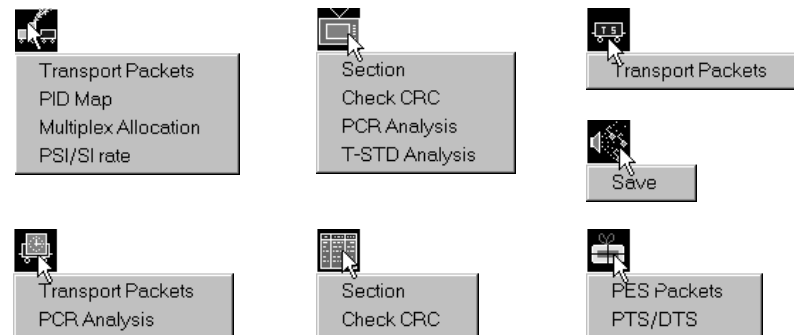 Transport Packets
PID Map
Multiplex Allocation
PSI/SI rate
Section
Check CRC
PCR Analysis
T-STD Analysis
T S
Transport Packets
Save
Transport Packets
PCR Analysis
Section
Check CRC
PES Packets
PTS/DTS